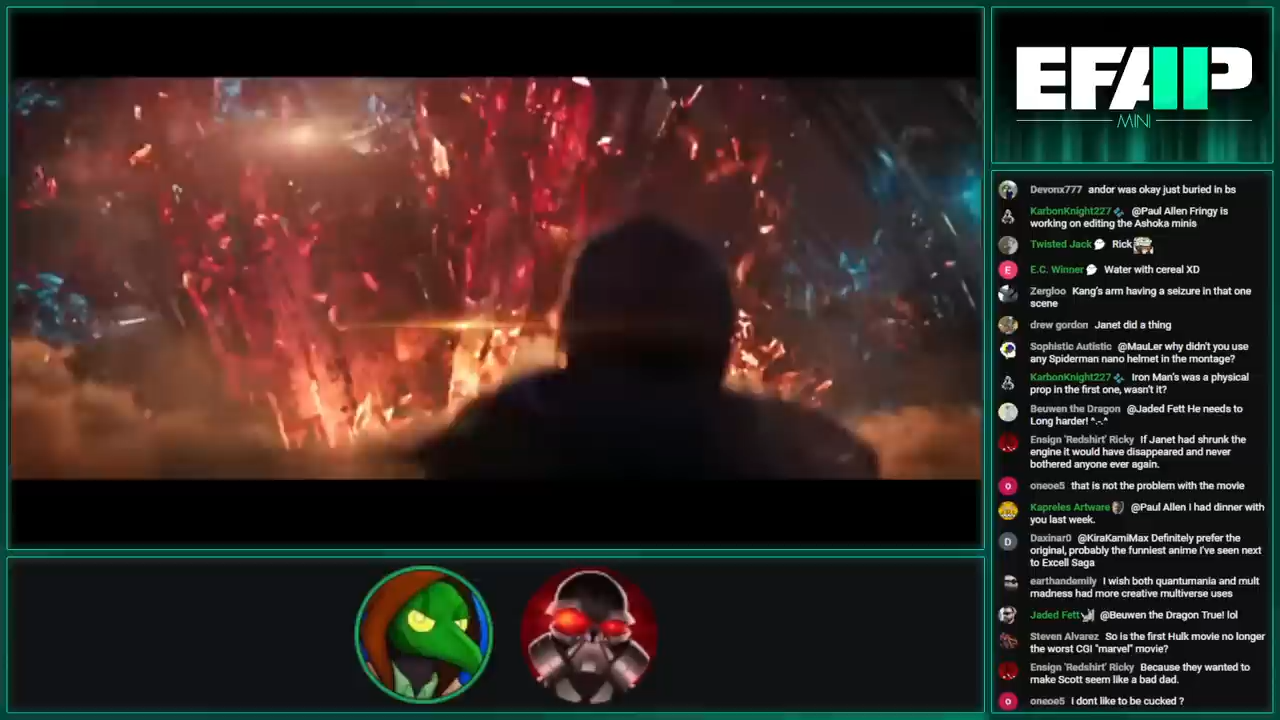 EFAP
MINI
Devonx777 andor was okay just buried in bs
KarbonKnight227 @Paul Allen Fringy is
working on editing the Ashoka minis
Twisted Jack Rick
E.C. Winner Water with cereal XD
Zergloo Kang's arm having a seizure in that one
scene
drew gordon Janet did a thing
Sophistic Autistic @MauLer why didn't you use
any Spiderman nano helmet in the montage?
KarbonKnight227 Iron Man's was a physical
prop in the first one, wasn't it?
Beuwen the Dragon @Jaded Fett He needs to
Long harder! ^.~.^
Ensign 'Redshirt' Ricky If Janet had shrunk the
engine it would have disappeared and never
bothered anyone ever again.
oneoe5 that is not the problem with the movie
Kapreles Artware @Paul Allen I had dinner with
you last week.
Daxinar0 @KiraKamiMax Definitely prefer the
original, probably the funniest anime I've seen next
to Excell Saga
earthandemily I wish both quantumania and mult
madness had more creative multiverse uses
Jaded Fett @Beuwen the Dragon True! lol
Steven Alvarez So is the first Hulk movie no longer
the worst CGI "marvel" movie?
Ensign 'Redshirt' Ricky Because they wanted to
make Scott seem like a bad dad.
oneoe5 i dont like to be cucked ?